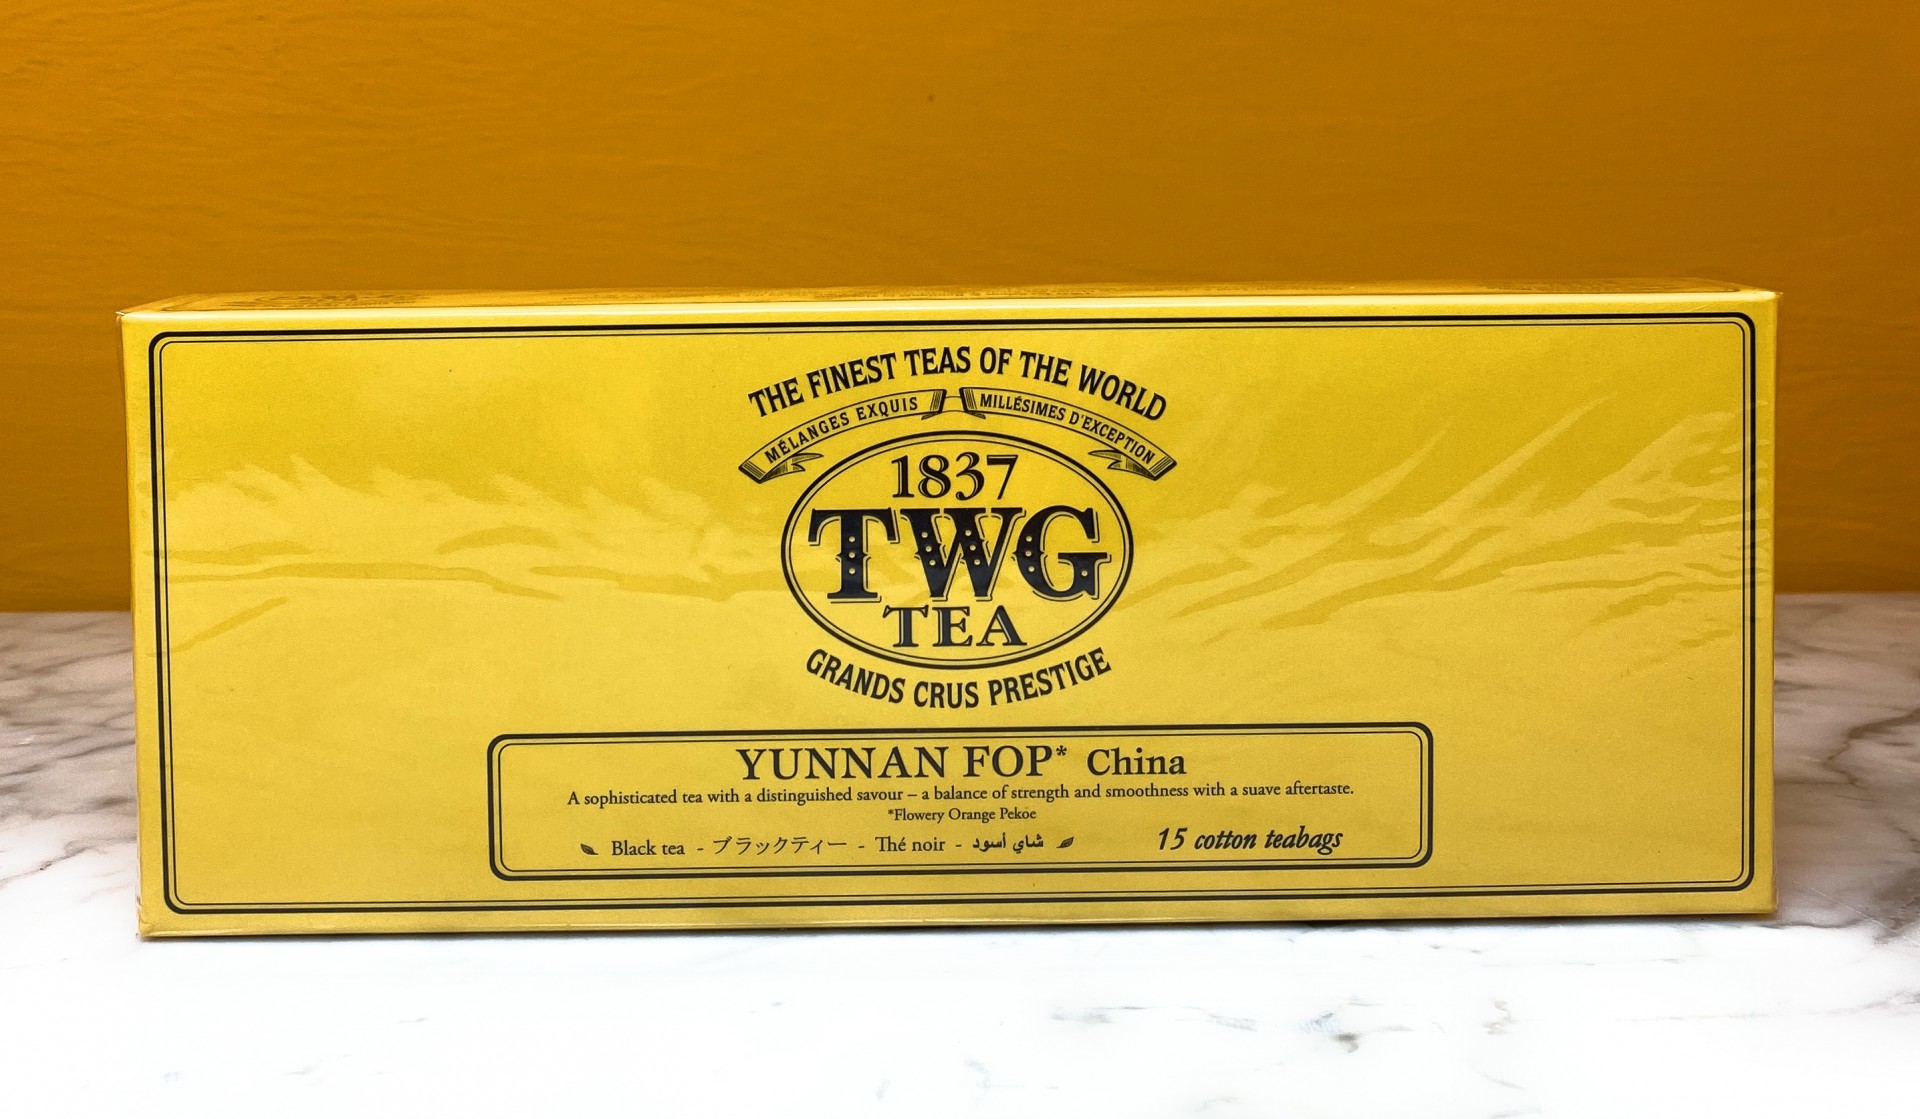 THE FINEST TEAS OF THE WORLD
MÉLANGES EXQUIS MILLÉSIMES D'EXCEPTION
1837
TWG
TEA
GRANDS CRUS PRESTIGE
YUNNAN FOP* China
A sophisticated tea with a distinguished savour – a balance of strength and smoothness with a suave aftertaste.
*Flowery Orange Pekoe
Black tea - ブラックティー - Thé noir - شاي أسود
15 cotton teabags